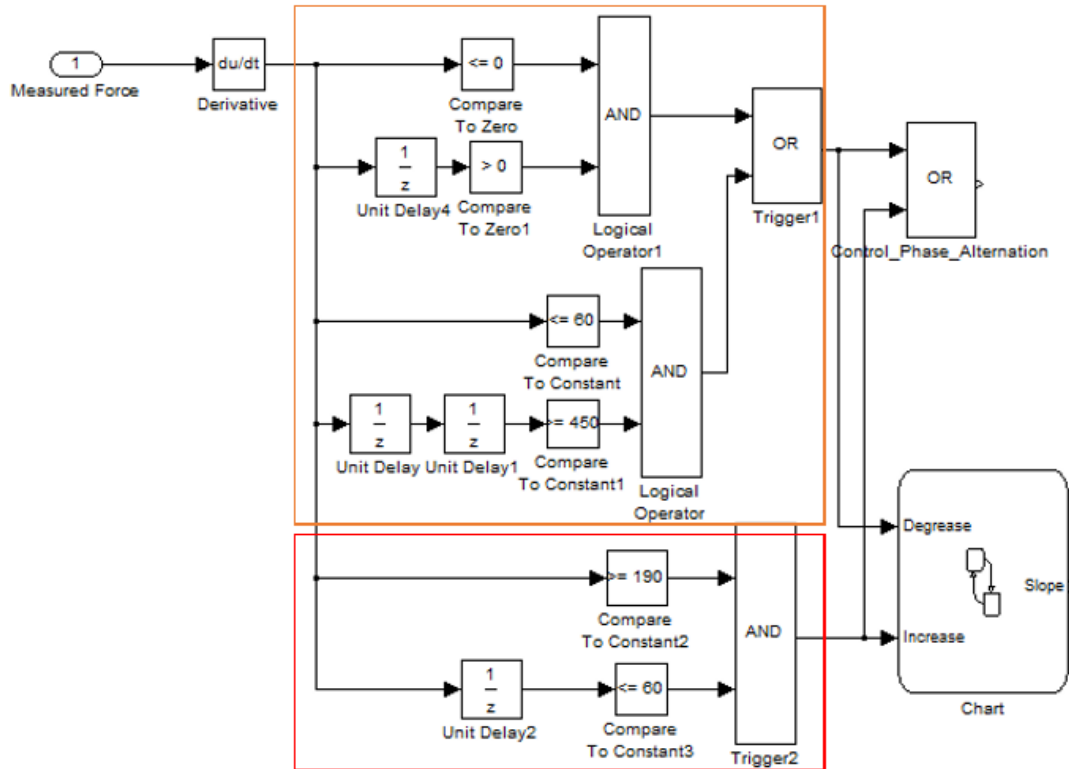 1
Measured Force
du/dt
Derivative
<= 0
Compare
To Zero
1
z
Unit Delay4
> 0
Compare
To Zero1
AND
Logical
Operator1
OR
Trigger1
OR
Control_Phase_Alternation
<= 60
Compare
To Constant
1
z
Unit Delay
1
z
Unit Delay1
>= 450
Compare
To Constant1
AND
Logical
Operator
>= 190
Compare
To Constant2
1
z
Unit Delay2
<= 60
Compare
To Constant3
AND
Trigger2
Degrease
Increase
Slope
Chart